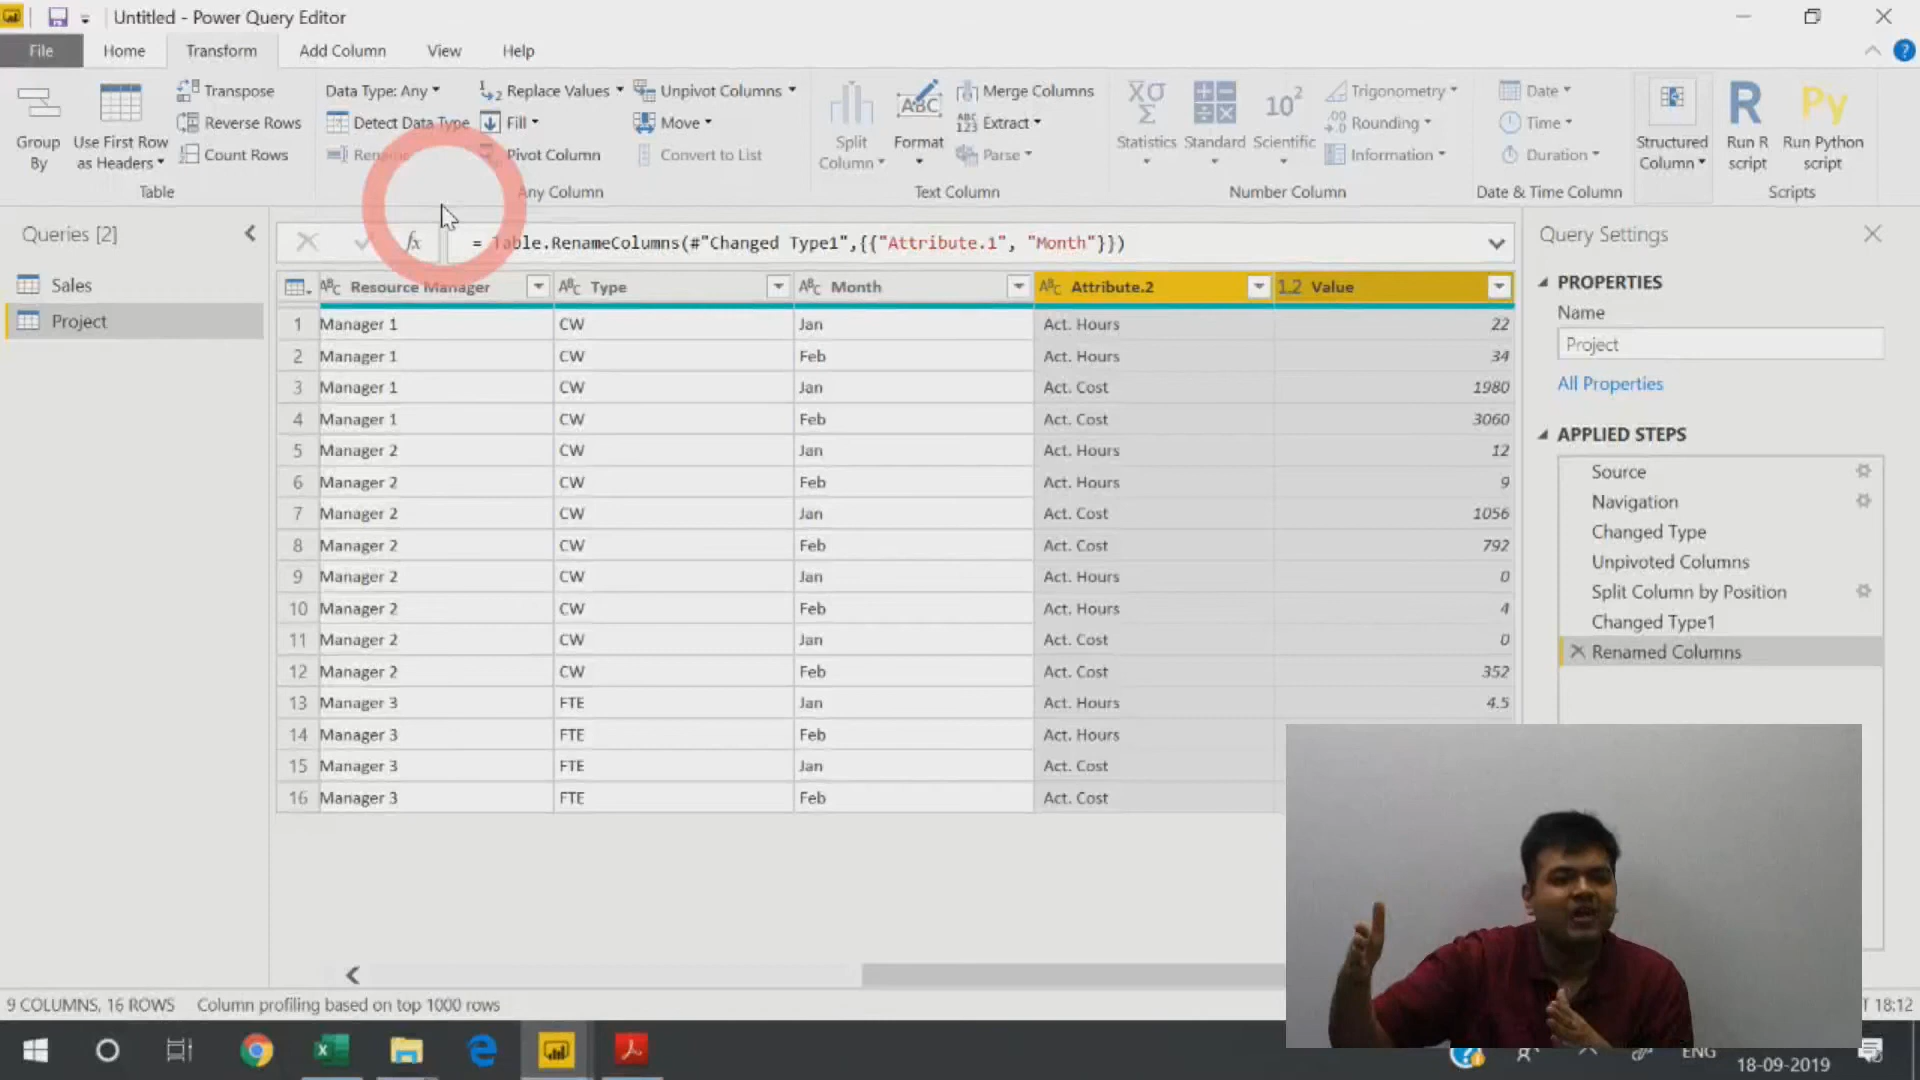 Untitled - Power Query Editor
File Home Transform Add Column View Help
Group By
Use First Row as Headers
Transpose
Reverse Rows
Count Rows
Table
Data Type: Any
Detect Data Type
Replace Values
Fill
Pivot Column
Unpivot Columns
Move
Convert to List
Any Column
Split Column
Format
Merge Columns
Extract
Parse
Text Column
Statistics
Standard
Scientific
Trigonometry
Rounding
Information
Number Column
Date
Time
Duration
Date & Time Column
Structured Column
Run R script
Run Python script
Scripts
Queries [2]
Sales
Project
= Table.RenameColumns(#"Changed Type1",{{"Attribute.1", "Month"}})
Resource Manager Type Month Attribute.2 1.2 Value
1 Manager 1 CW Jan Act. Hours 22
2 Manager 1 CW Feb Act. Hours 34
3 Manager 1 CW Jan Act. Cost 1980
4 Manager 1 CW Feb Act. Cost 3060
5 Manager 2 CW Jan Act. Hours 12
6 Manager 2 CW Feb Act. Hours 9
7 Manager 2 CW Jan Act. Cost 1056
8 Manager 2 CW Feb Act. Cost 792
9 Manager 2 CW Jan Act. Hours 0
10 Manager 2 CW Feb Act. Hours 4
11 Manager 2 CW Jan Act. Cost 0
12 Manager 2 CW Feb Act. Cost 352
13 Manager 3 FTE Jan Act. Hours 4.5
14 Manager 3 FTE Feb Act. Hours
15 Manager 3 FTE Jan Act. Cost
16 Manager 3 FTE Feb Act. Cost
Query Settings
PROPERTIES
Name
Project
All Properties
APPLIED STEPS
Source
Navigation
Changed Type
Unpivoted Columns
Split Column by Position
Changed Type1
Renamed Columns
9 COLUMNS, 16 ROWS Column profiling based on top 1000 rows
T 18:12
ENG
18-09-2019